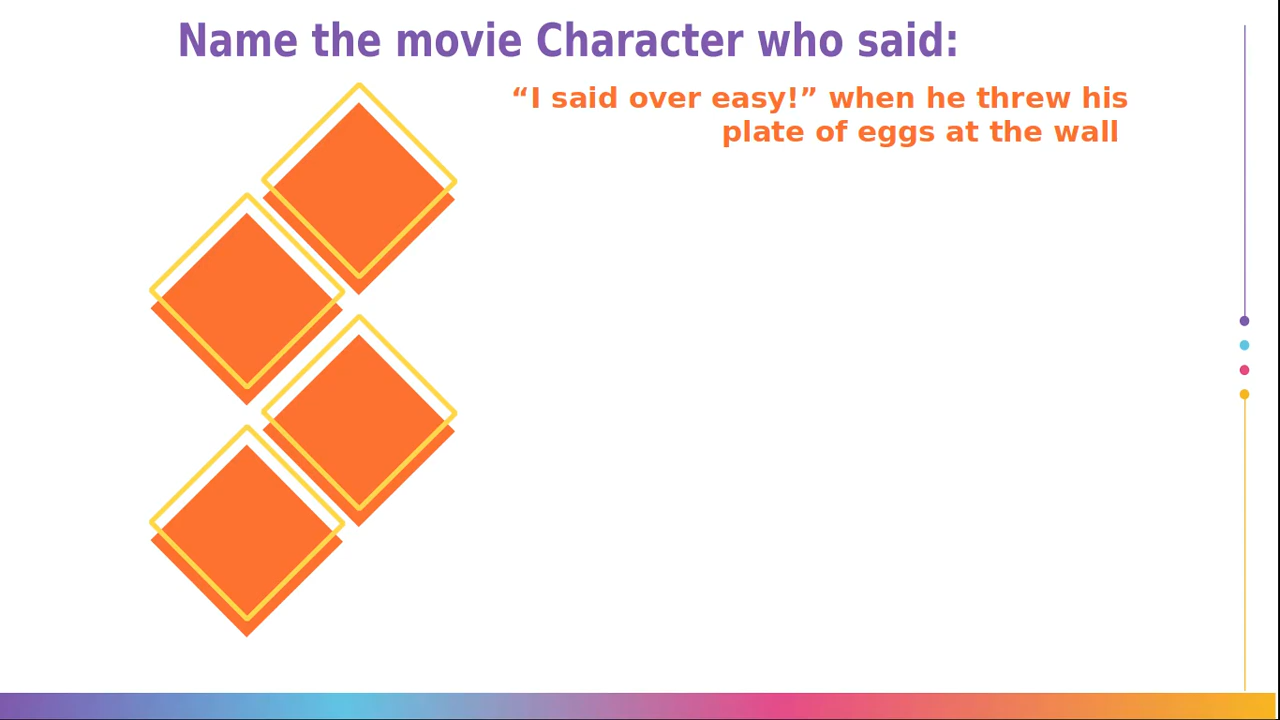 Name the movie Character who said:
“I said over easy!” when he threw his
plate of eggs at the wall